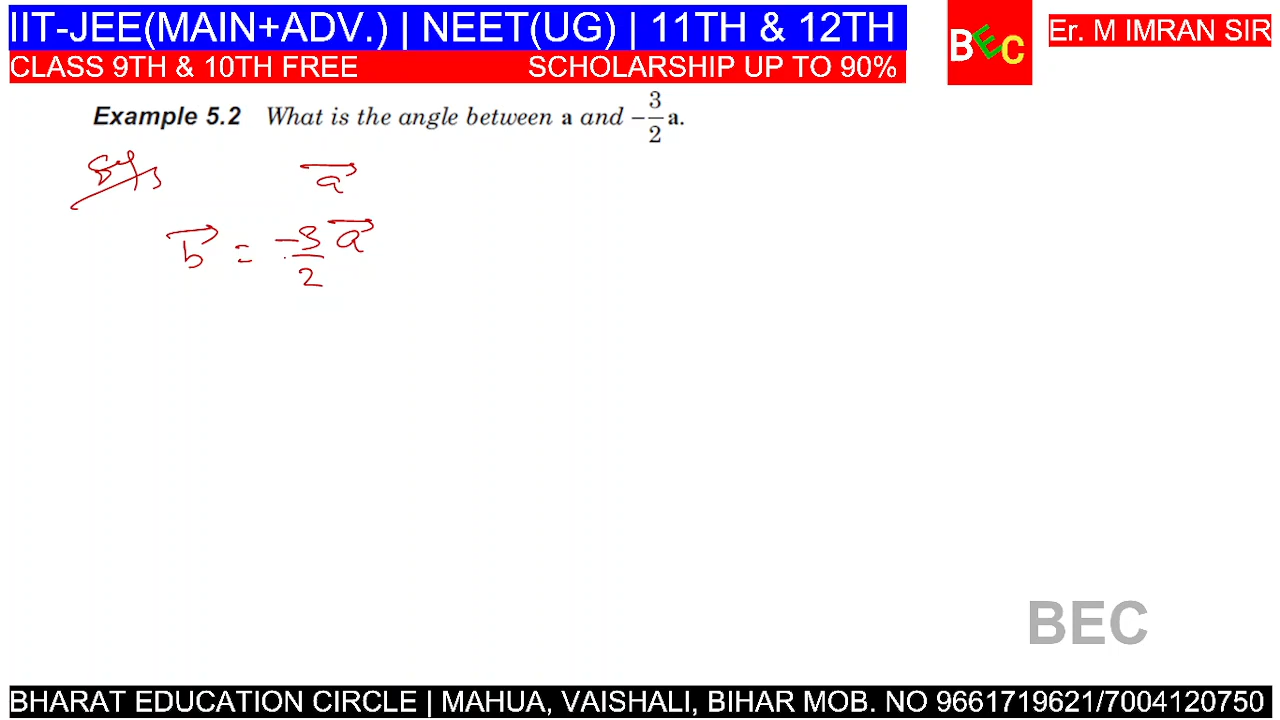 IIT-JEE(MAIN+ADV.) | NEET(UG) | 11TH & 12TH
CLASS 9TH & 10TH FREE SCHOLARSHIP UP TO 90%
BEC
Er. M IMRAN SIR
Example 5.2 What is the angle between a and −3/2 a.
Sol.
a⃗
b⃗ = −3/2 a⃗
BEC
BHARAT EDUCATION CIRCLE | MAHUA, VAISHALI, BIHAR MOB. NO 9661719621/7004120750